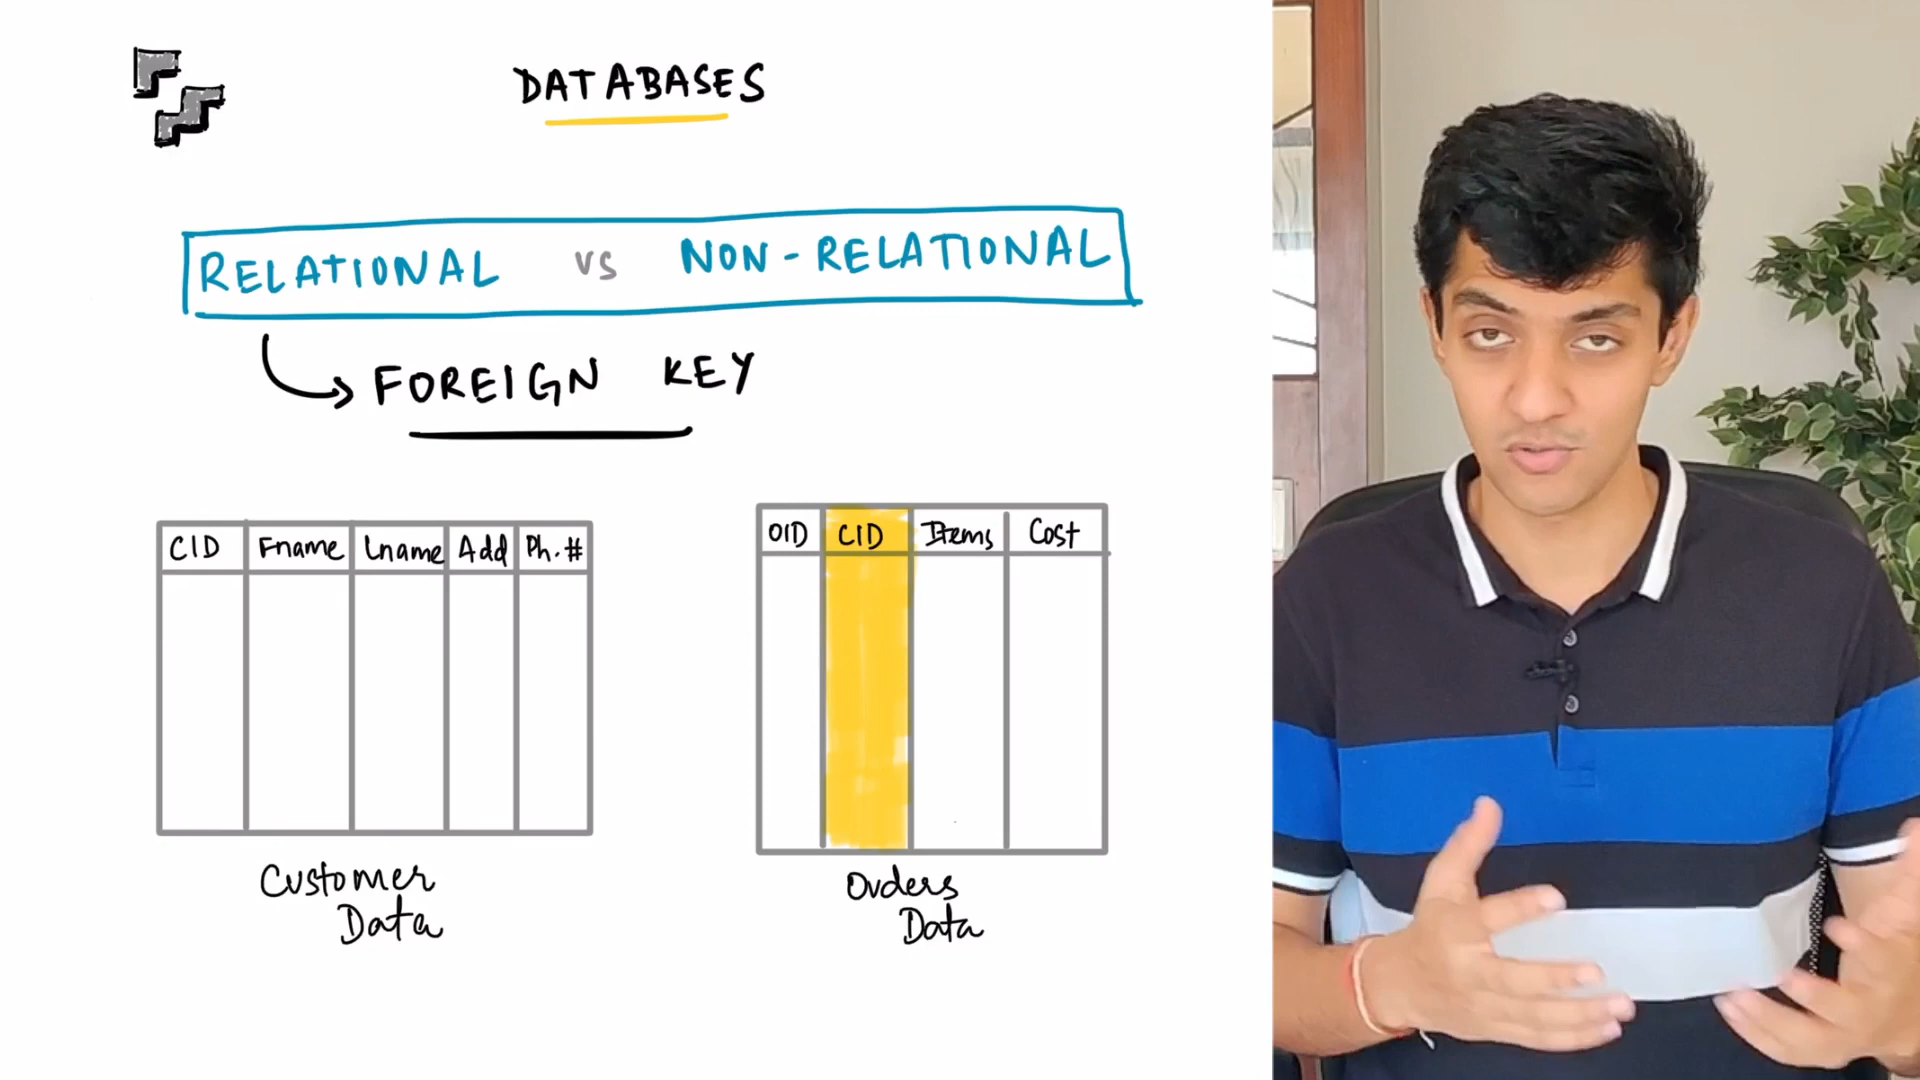 DATABASES
RELATIONAL vs NON-RELATIONAL
FOREIGN KEY
CID Fname Lname Add Ph.#
OID CID Items Cost
Customer
Data
Orders
Data